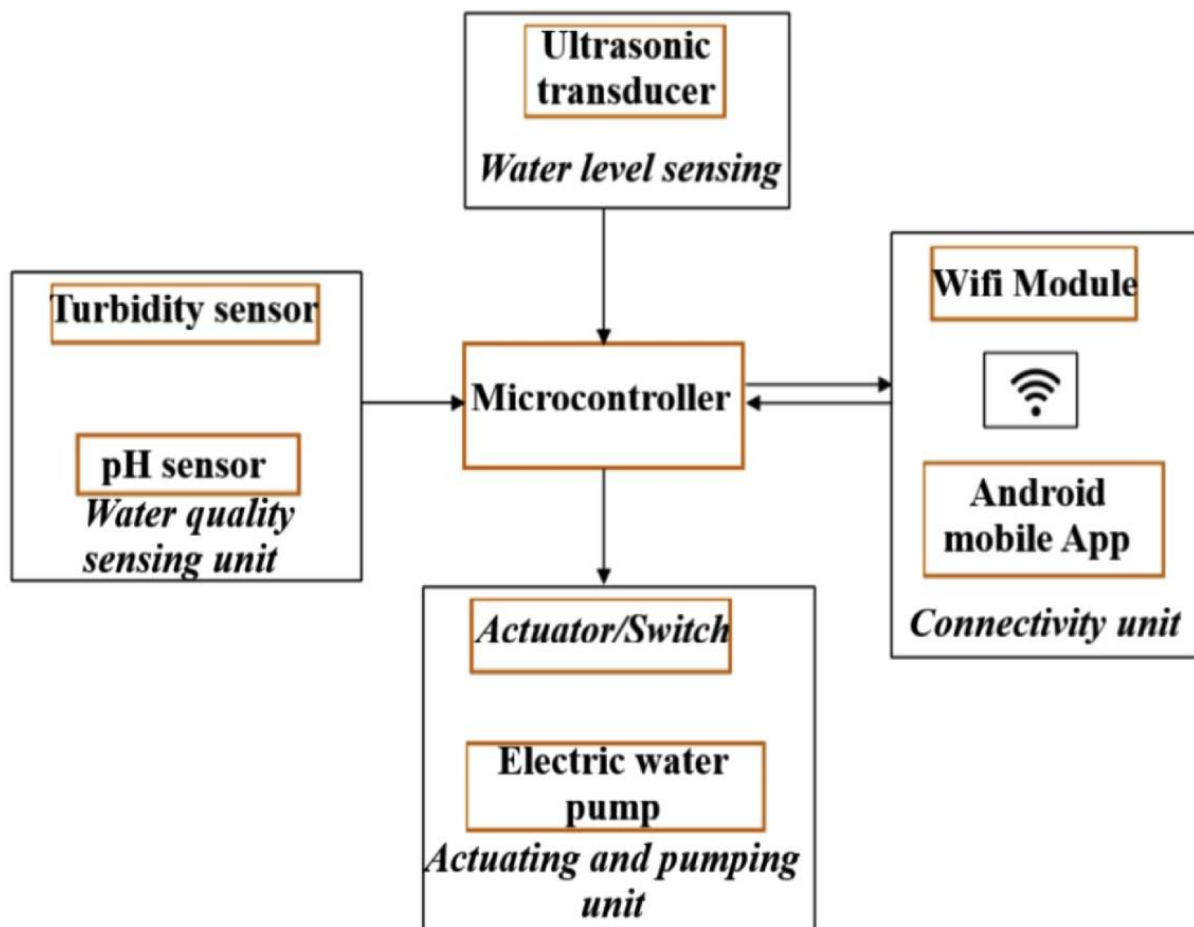 Ultrasonic
transducer
Water level sensing
Turbidity sensor
pH sensor
Water quality
sensing unit
Microcontroller
Wifi Module
Android
mobile App
Connectivity unit
Actuator/Switch
Electric water
pump
Actuating and pumping
unit